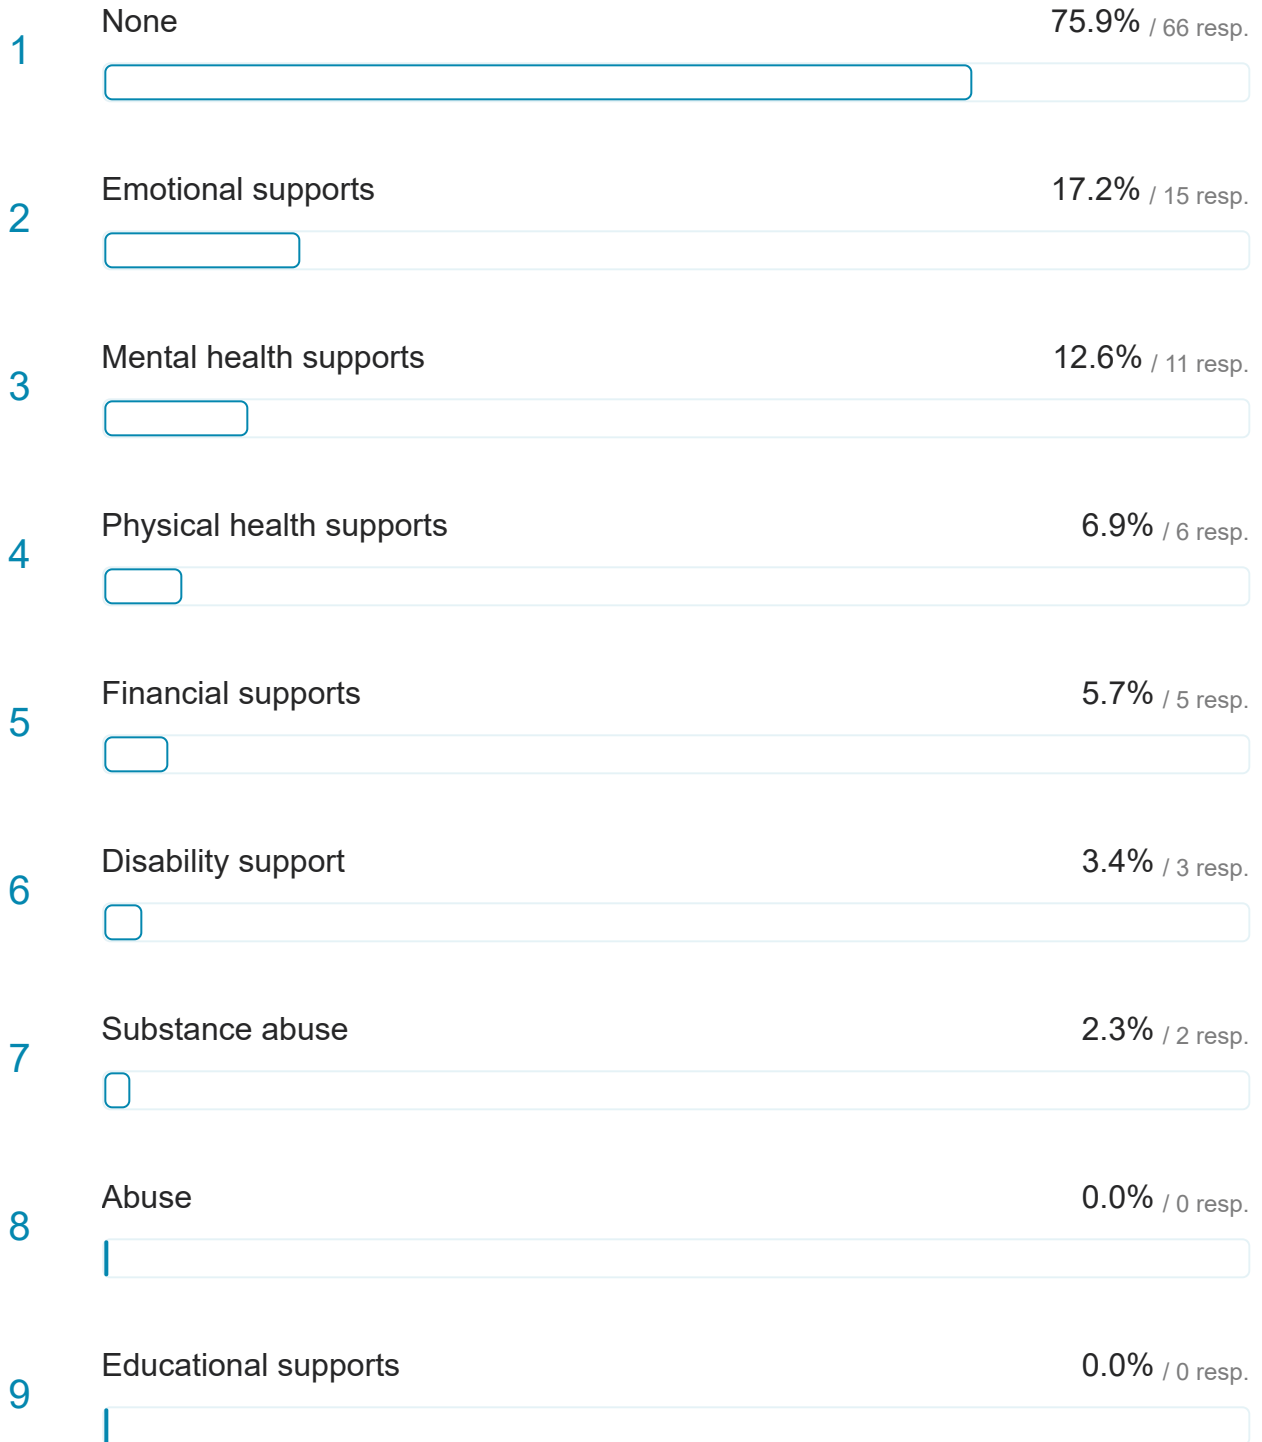 1 None 75.9% / 66 resp.
2 Emotional supports 17.2% / 15 resp.
3 Mental health supports 12.6% / 11 resp.
4 Physical health supports 6.9% / 6 resp.
5 Financial supports 5.7% / 5 resp.
6 Disability support 3.4% / 3 resp.
7 Substance abuse 2.3% / 2 resp.
8 Abuse 0.0% / 0 resp.
9 Educational supports 0.0% / 0 resp.